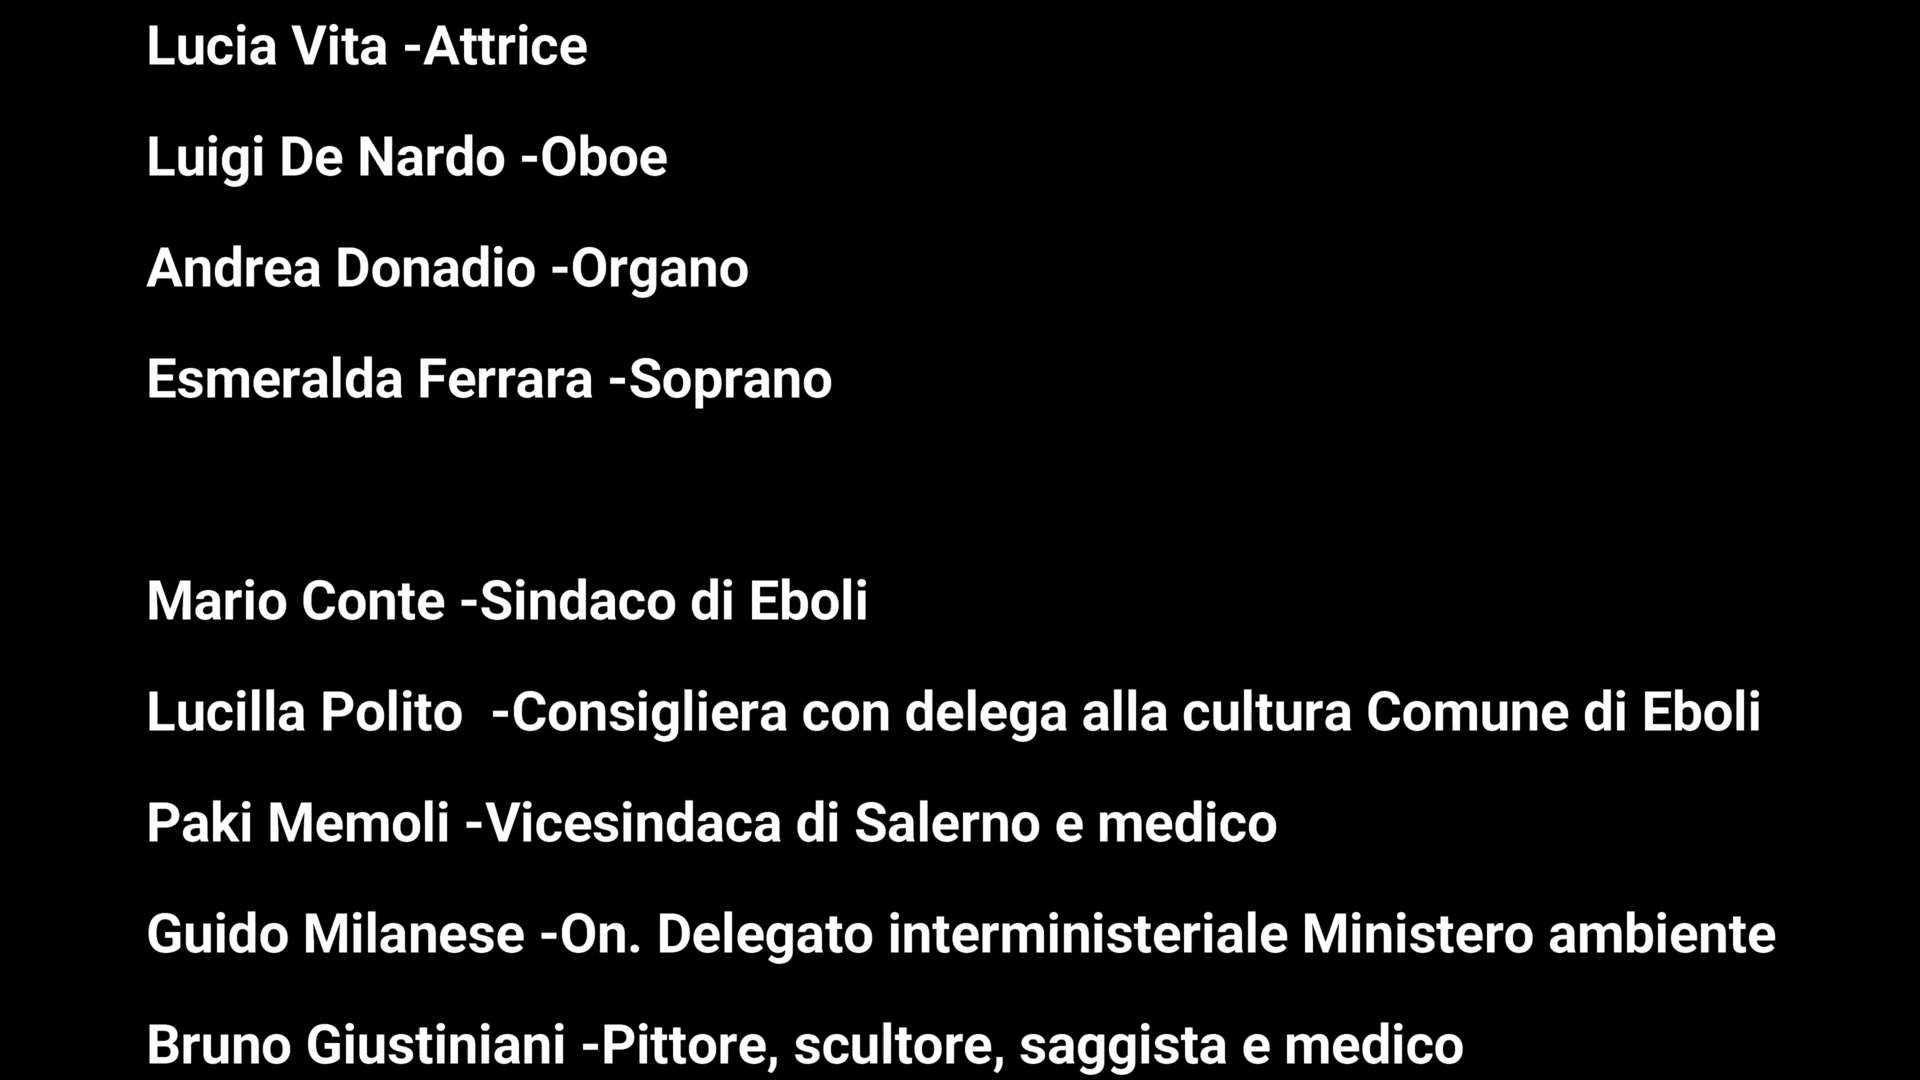 Lucia Vita -Attrice
Luigi De Nardo -Oboe
Andrea Donadio -Organo
Esmeralda Ferrara -Soprano
Mario Conte -Sindaco di Eboli
Lucilla Polito  -Consigliera con delega alla cultura Comune di Eboli
Paki Memoli -Vicesindaca di Salerno e medico
Guido Milanese -On. Delegato interministeriale Ministero ambiente
Bruno Giustiniani -Pittore, scultore, saggista e medico